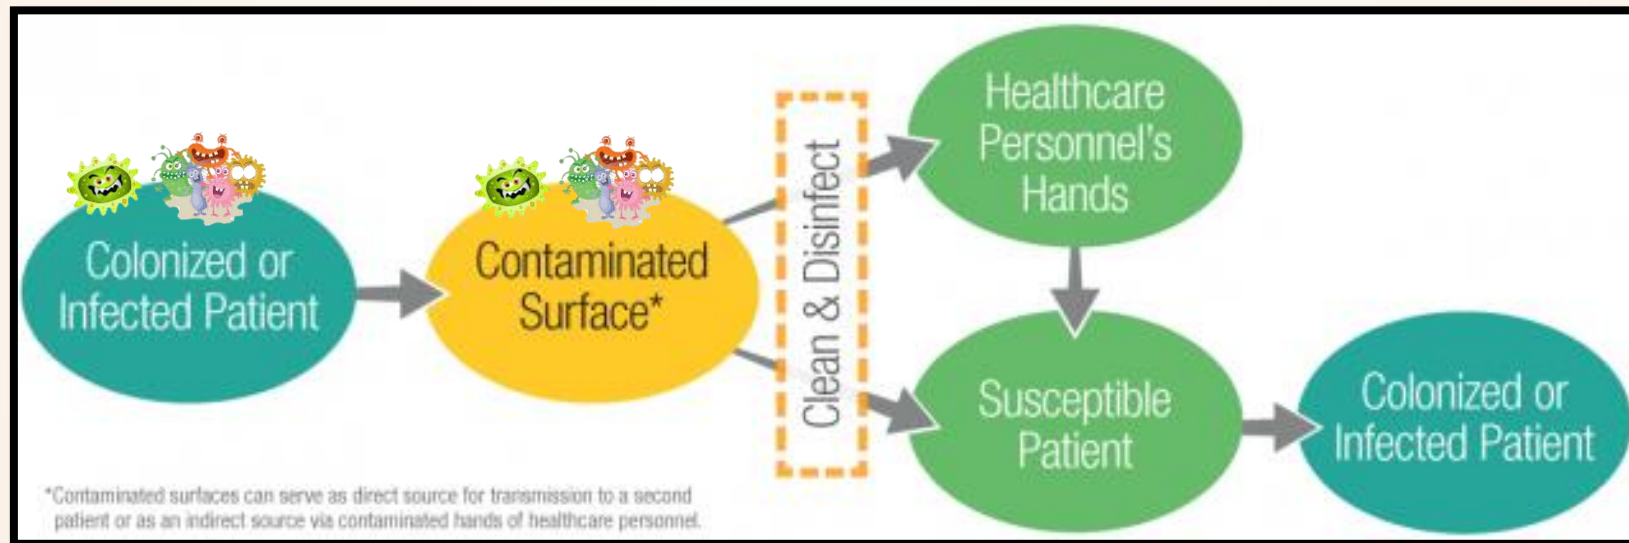 Colonized or
Infected Patient
Contaminated
Surface*
Clean & Disinfect
Healthcare
Personnel's
Hands
Susceptible
Patient
Colonized or
Infected Patient
*Contaminated surfaces can serve as direct source for transmission to a second
patient or as an indirect source via contaminated hands of healthcare personnel.